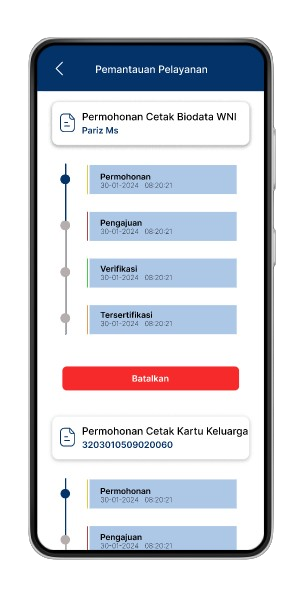 Pemantauan Pelayanan
Permohonan Cetak Biodata WNI
Pariz Ms
Permohonan
30-01-2024 08:20:21
Pengajuan
30-01-2024 08:20:21
Verifikasi
30-01-2024 08:20:21
Tersertifikasi
30-01-2024 08:20:21
Batalkan
Permohonan Cetak Kartu Keluarga
3203010509020060
Permohonan
30-01-2024 08:20:21
Pengajuan
30-01-2024 08:20:21